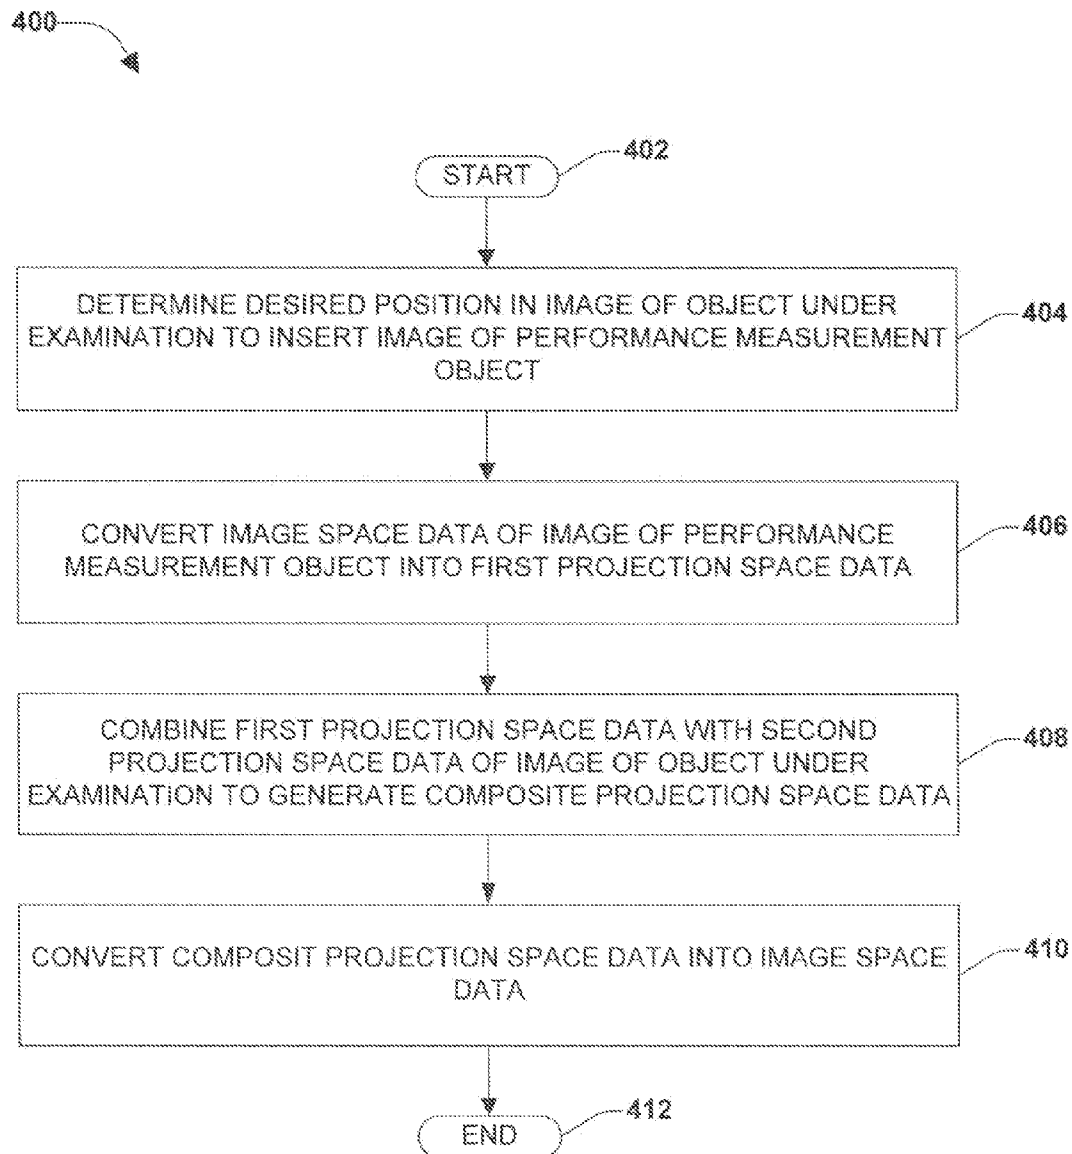 400
START
402
DETERMINE DESIRED POSITION IN IMAGE OF OBJECT UNDER
EXAMINATION TO INSERT IMAGE OF PERFORMANCE MEASUREMENT
OBJECT
404
CONVERT IMAGE SPACE DATA OF IMAGE OF PERFORMANCE
MEASUREMENT OBJECT INTO FIRST PROJECTION SPACE DATA
406
COMBINE FIRST PROJECTION SPACE DATA WITH SECOND
PROJECTION SPACE DATA OF IMAGE OF OBJECT UNDER
EXAMINATION TO GENERATE COMPOSITE PROJECTION SPACE DATA
408
CONVERT COMPOSIT PROJECTION SPACE DATA INTO IMAGE SPACE
DATA
410
END
412